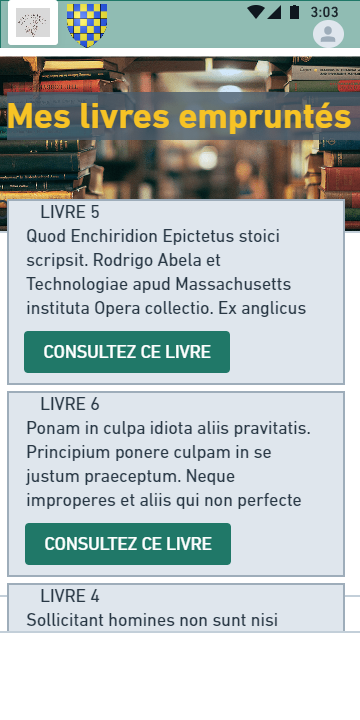 3:03
Mes livres empruntés
LIVRE 5
Quod Enchiridion Epictetus stoici
scripsit. Rodrigo Abela et
Technologiae apud Massachusetts
instituta Opera collectio. Ex anglicus
CONSULTEZ CE LIVRE
LIVRE 6
Ponam in culpa idiota aliis pravitatis.
Principium ponere culpam in se
justum praeceptum. Neque
improperes et aliis qui non perfecte
CONSULTEZ CE LIVRE
LIVRE 4
Sollicitant homines non sunt nisi